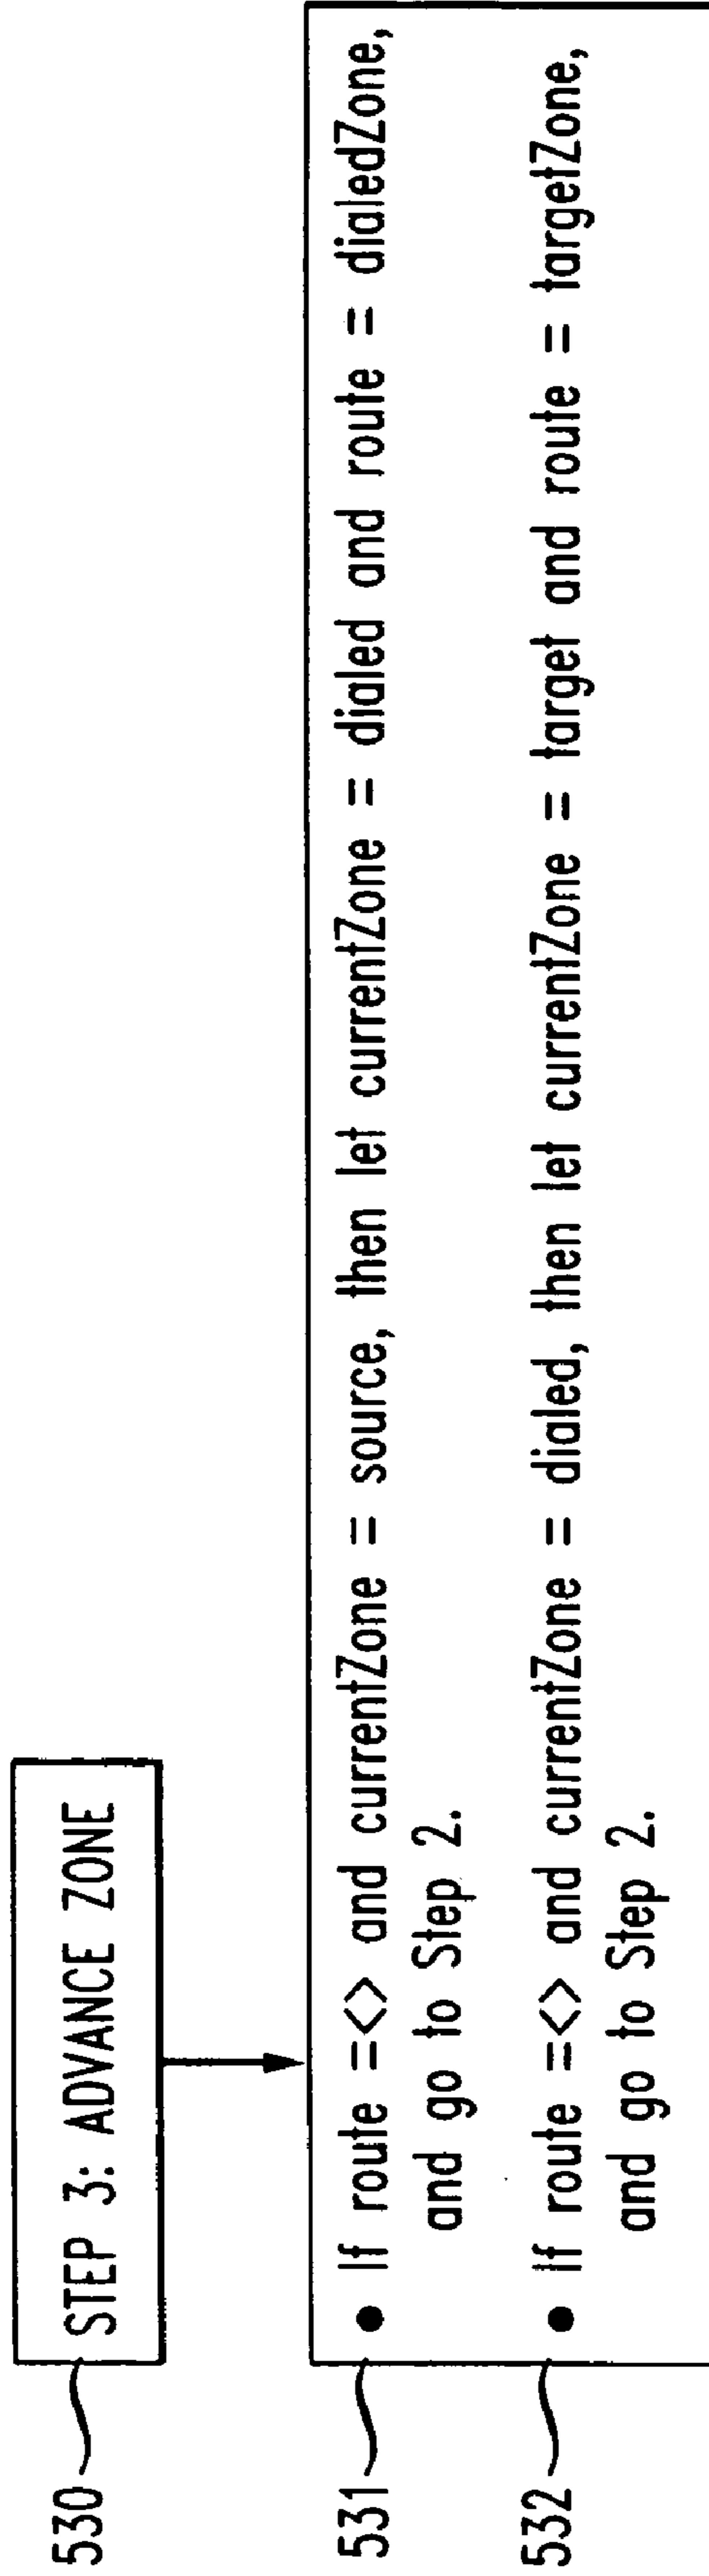 530
STEP 3: ADVANCE ZONE
531
● If route =<> and currentZone = source, then let currentZone = dialed and route = dialedZone,
and go to Step 2.
532
● If route =<> and currentZone = dialed, then let currentZone = target and route = targetZone,
and go to Step 2.